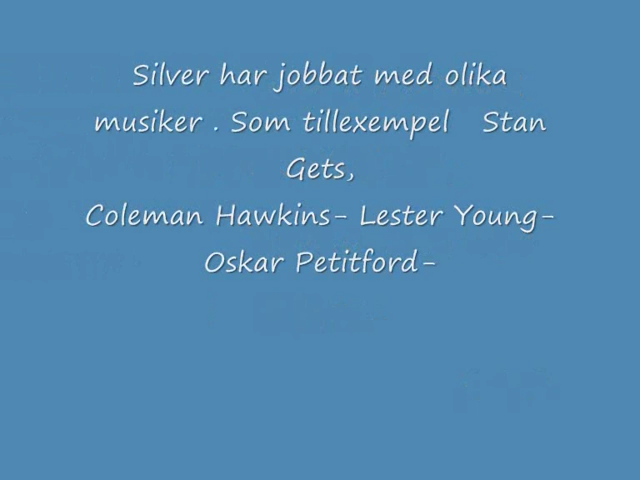 Silver har jobbat med olika
musiker . Som tillexempel Stan
Gets,
Coleman Hawkins- Lester Young-
Oskar Petitford-